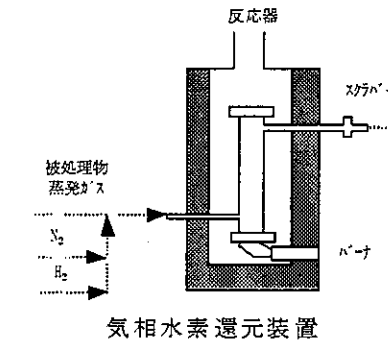 反応器
スクラバー
被処理物
蒸発ガス
N₂
H₂
バーナ
気相水素還元装置